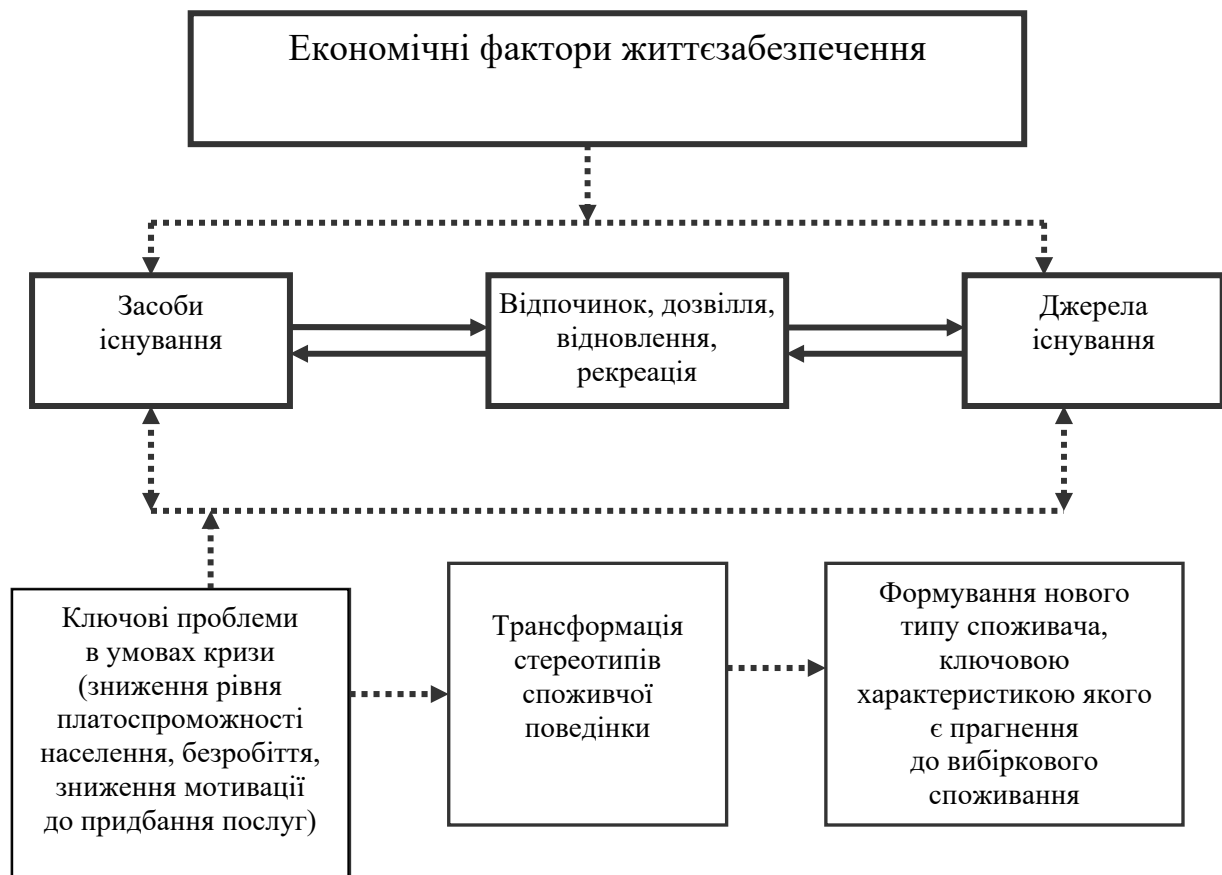 Економічні фактори життєзабезпечення
Засоби
існування
Відпочинок, дозвілля,
відновлення,
рекреація
Джерела
існування
Ключові проблеми
в умовах кризи
(зниження рівня
платоспроможності
населення, безробіття,
зниження мотивації
до придбання послуг)
Трансформація
стереотипів
споживчої
поведінки
Формування нового
типу споживача,
ключовою
характеристикою якого
є прагнення
до вибіркового
споживання